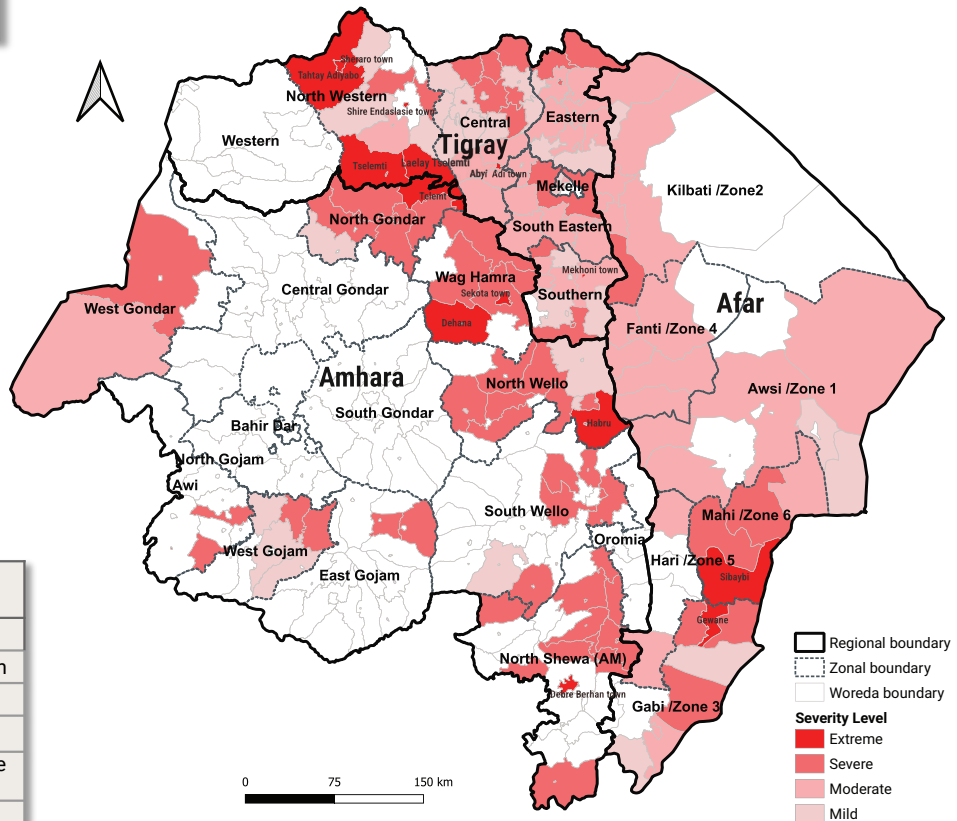 Sheraro town
Tahtay Adiyabo
North Western
Shire Endaslasie town
Central
Eastern
Western
Tigray
Tselemti
Laelay Tselemti
Abyi Adi town
Mekelle
Kilbati /Zone2
Telemt
North Gondar
South Eastern
Wag Hamra
Mekhoni town
Central Gondar
Sekota town
Southern
Afar
West Gondar
Dehana
Fanti /Zone 4
Amhara
North Wello
Awsi /Zone 1
South Gondar
Habru
Bahir Dar
North Gojam
Awi
South Wello
Mahi /Zone 6
West Gojam
Oromia
Hari /Zone 5
East Gojam
Sibaybi
Gewane
North Shewa (AM)
Debre Berhan town
Gabi /Zone 3
n
e
0 75 150 km
Regional boundary
Zonal boundary
Woreda boundary
Severity Level
Extreme
Severe
Moderate
Mild